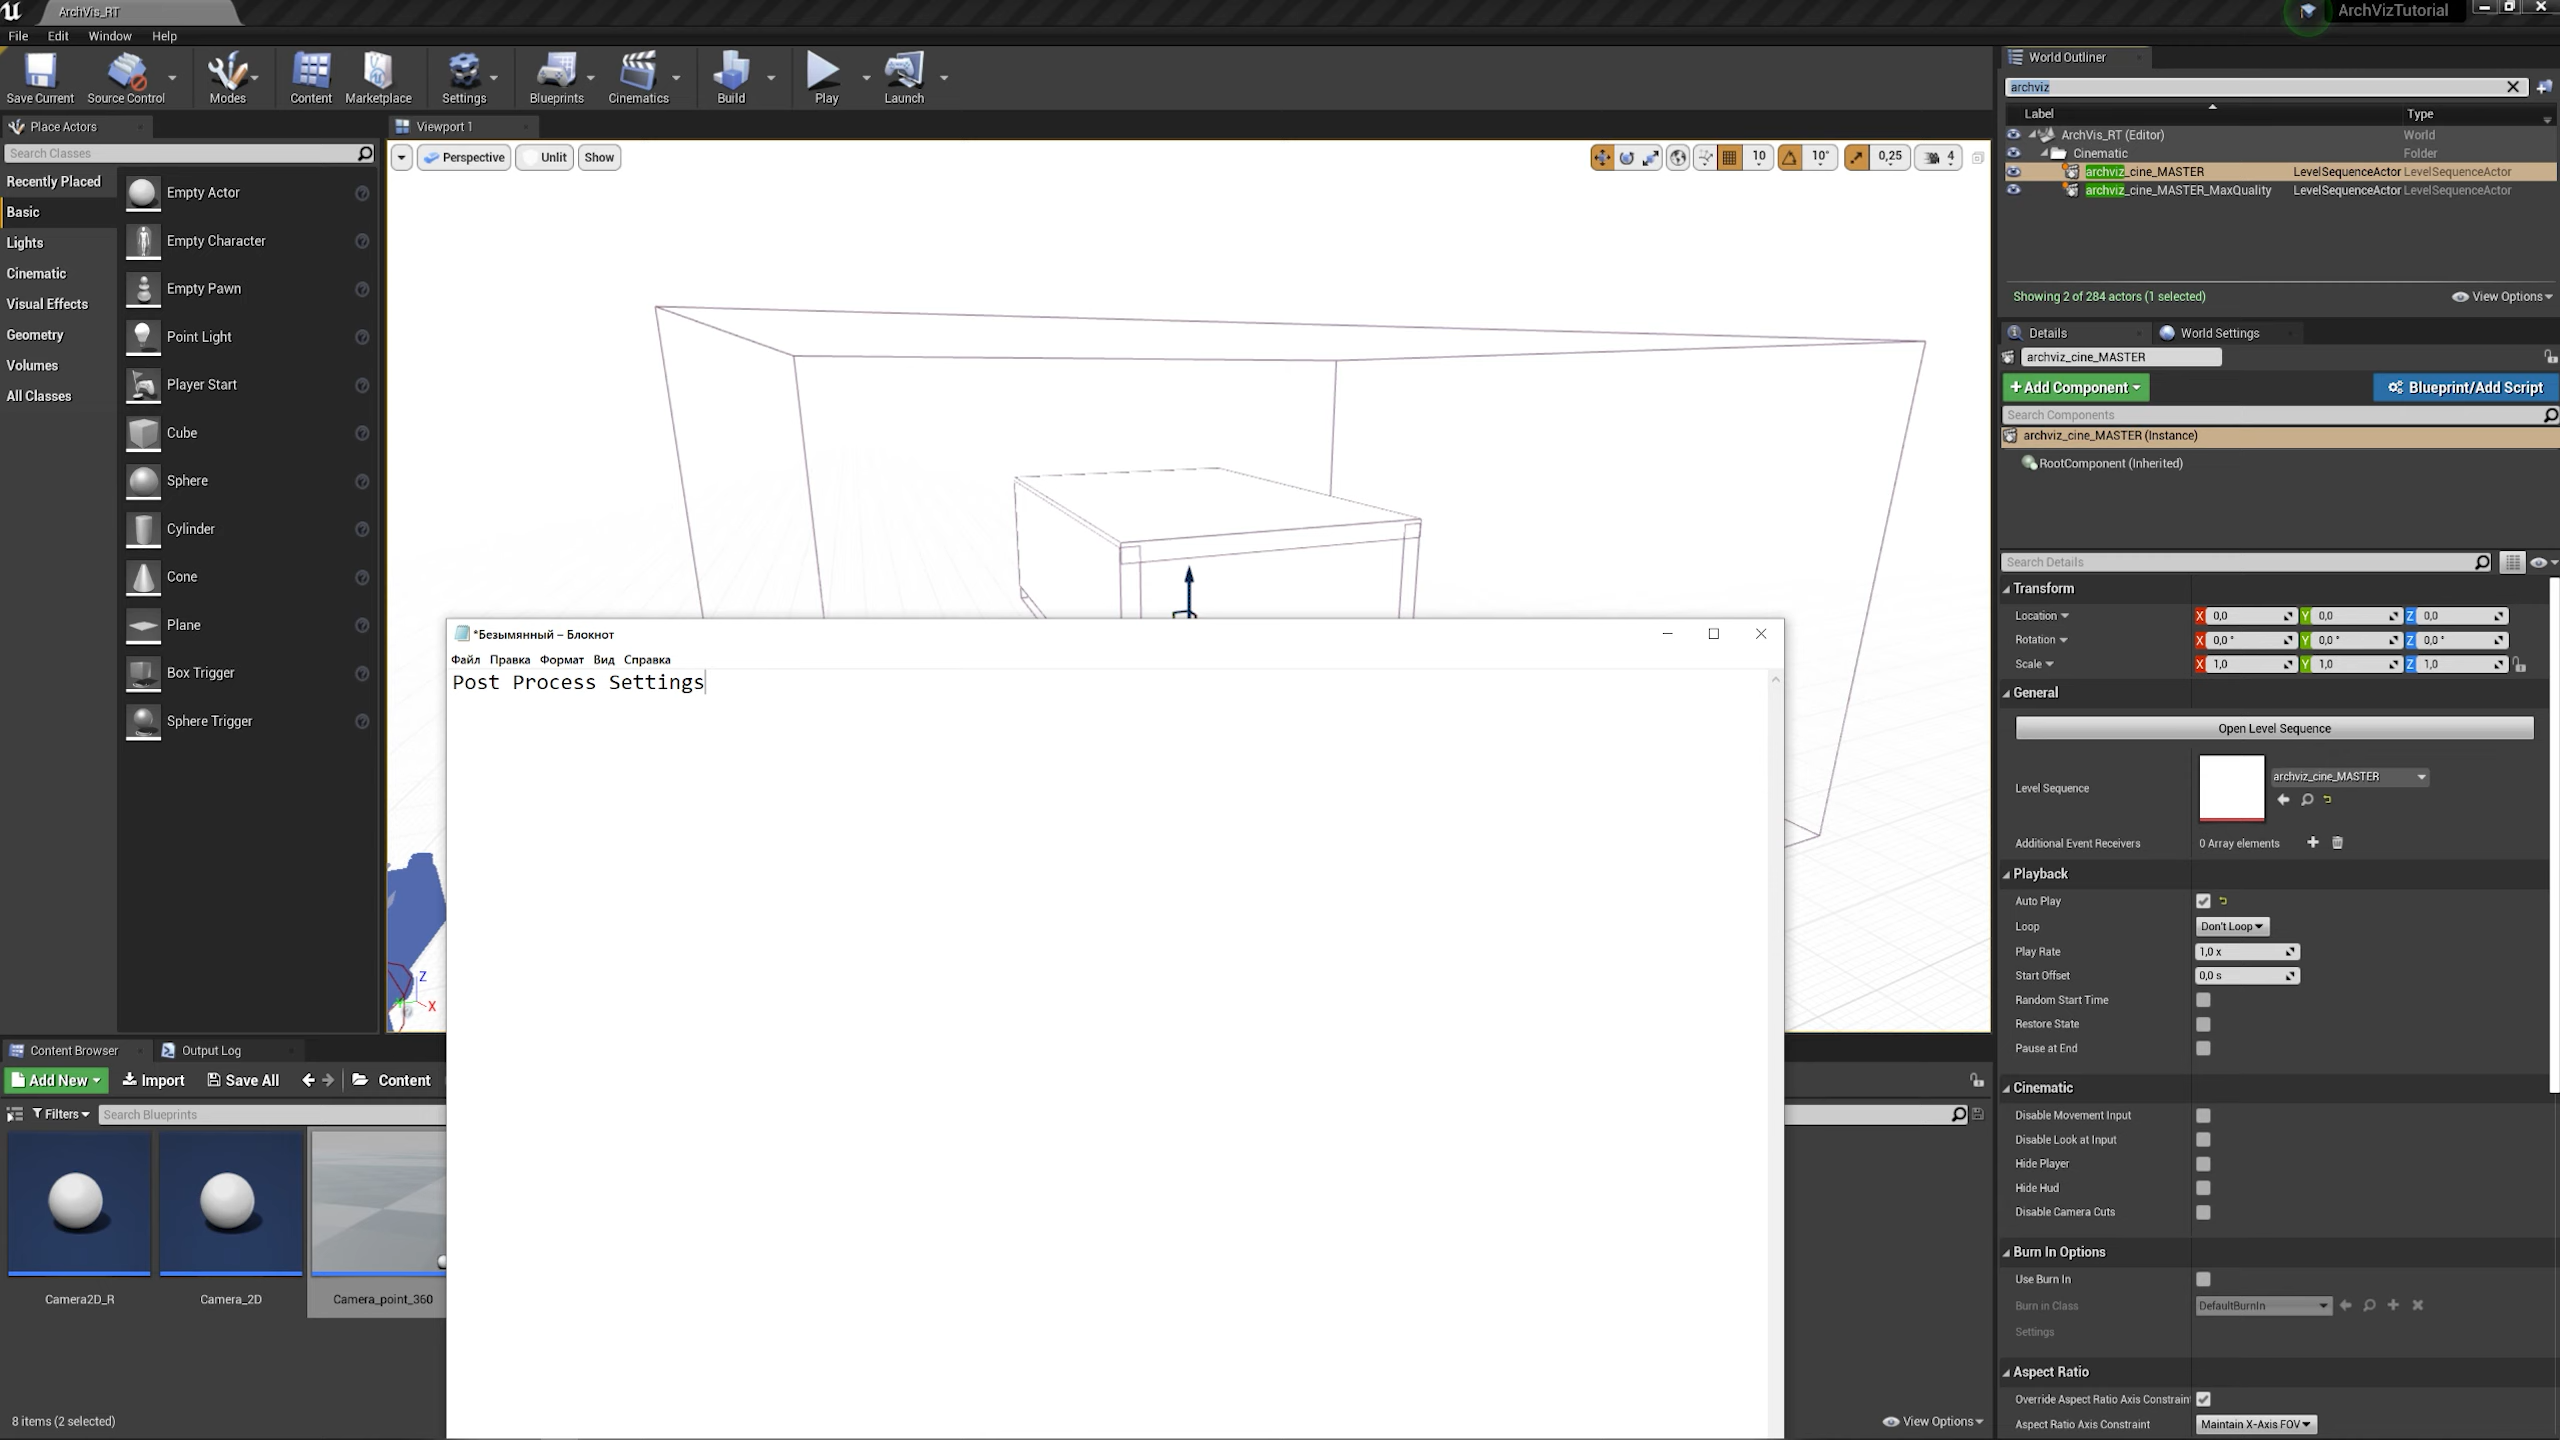 ArchVis_RT
ArchVizTutorial
File Edit Window Help
Save Current Source Control Modes Content Marketplace Settings Blueprints Cinematics Build Play Launch
Place Actors
Search Classes
Recently Placed
Basic
Lights
Cinematic
Visual Effects
Geometry
Volumes
All Classes
Empty Actor
Empty Character
Empty Pawn
Point Light
Player Start
Cube
Sphere
Cylinder
Cone
Plane
Box Trigger
Sphere Trigger
Viewport 1
Perspective Unlit Show
10 10° 0,25 4
Z
X
*Безымянный – Блокнот
Файл Правка Формат Вид Справка
Post Process Settings
World Outliner
archviz
Label Type
ArchVis_RT (Editor) World
Cinematic Folder
archviz_cine_MASTER LevelSequenceActor LevelSequenceActor
archviz_cine_MASTER_MaxQuality LevelSequenceActor LevelSequenceActor
Showing 2 of 284 actors (1 selected) View Options
Details World Settings
archviz_cine_MASTER
+ Add Component Blueprint/Add Script
Search Components
archviz_cine_MASTER (Instance)
RootComponent (Inherited)
Search Details
Transform
Location X 0,0 Y 0,0 Z 0,0
Rotation X 0,0 ° Y 0,0 ° Z 0,0 °
Scale X 1,0 Y 1,0 Z 1,0
General
Open Level Sequence
Level Sequence archviz_cine_MASTER
Additional Event Receivers 0 Array elements
Playback
Auto Play
Loop Don't Loop
Play Rate 1,0 x
Start Offset 0,0 s
Random Start Time
Restore State
Pause at End
Cinematic
Disable Movement Input
Disable Look at Input
Hide Player
Hide Hud
Disable Camera Cuts
Burn In Options
Use Burn In
Burn in Class DefaultBurnIn
Settings
Aspect Ratio
Override Aspect Ratio Axis Constrain
Aspect Ratio Axis Constraint Maintain X-Axis FOV
Content Browser Output Log
Add New Import Save All Content
Filters Search Blueprints
Camera2D_R Camera_2D Camera_point_360
8 items (2 selected) View Options